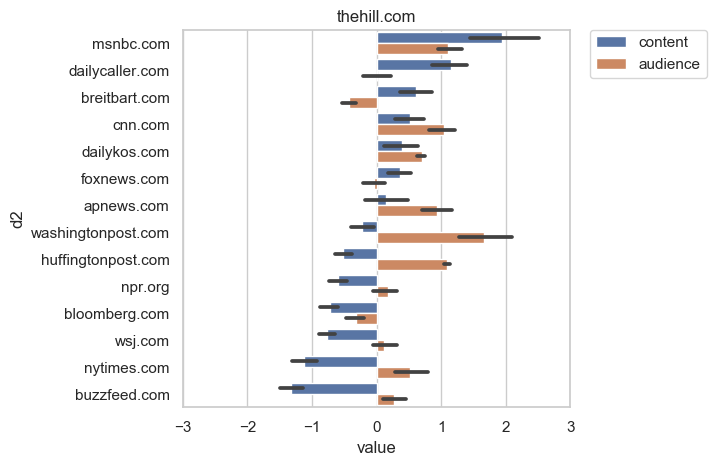 thehill.com
content
audience
d2
msnbc.com
dailycaller.com
breitbart.com
cnn.com
dailykos.com
foxnews.com
apnews.com
washingtonpost.com
huffingtonpost.com
npr.org
bloomberg.com
wsj.com
nytimes.com
buzzfeed.com
−3 −2 −1 0 1 2 3
value